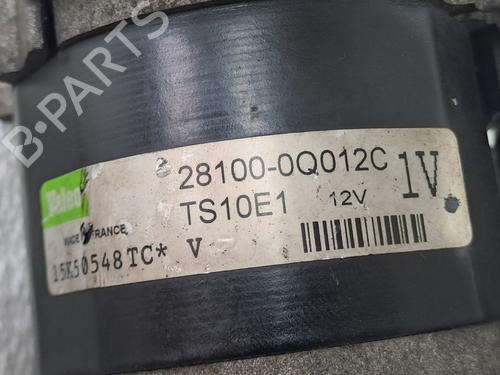 B-PARTS
Valeo
28100-0Q012C
1V
TS10E1
12V
MADE IN FRANCE
15K50548TC* V